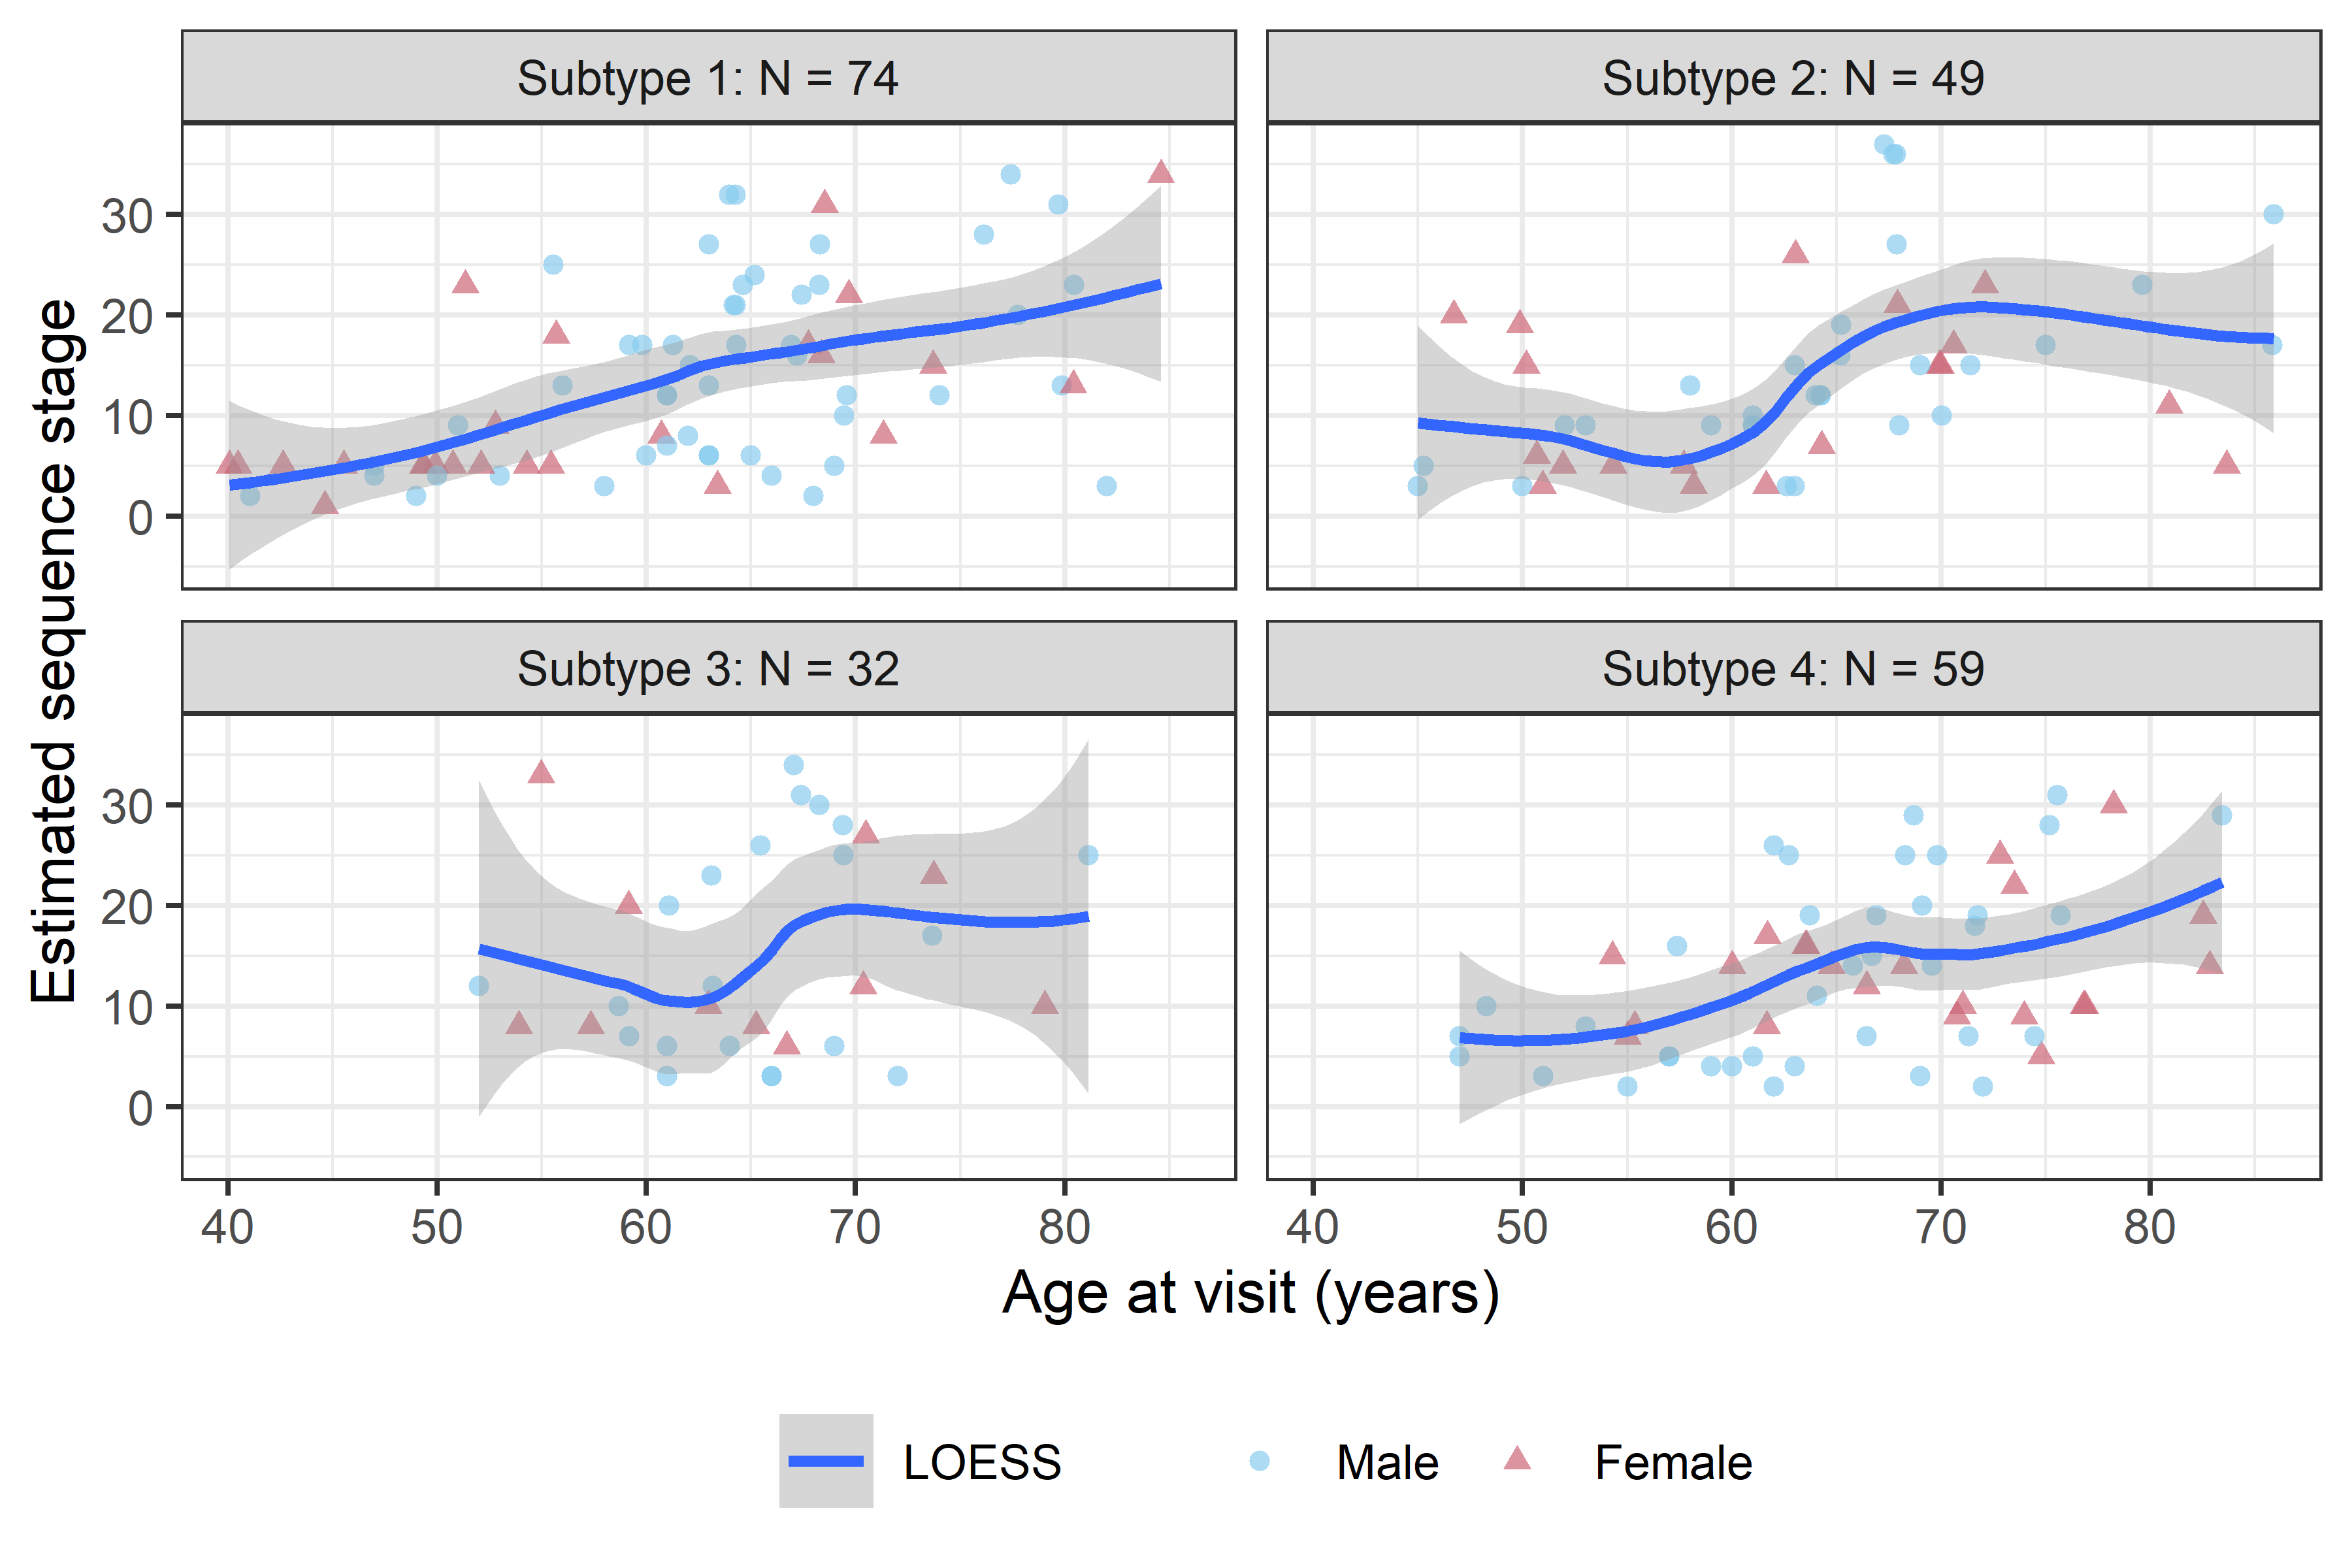 Subtype 1: N = 74
Subtype 2: N = 49
30
20
10
0
Estimated sequence stage
Subtype 3: N = 32
Subtype 4: N = 59
30
20
10
0
40 50 60 70 80 40 50 60 70 80
Age at visit (years)
LOESS Male Female